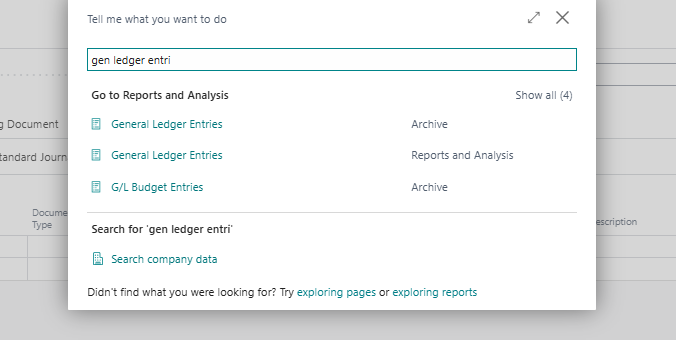 Tell me what you want to do
gen ledger entri
Go to Reports and Analysis Show all (4)
General Ledger Entries Archive
General Ledger Entries Reports and Analysis
G/L Budget Entries Archive
Search for 'gen ledger entri'
Search company data
Didn't find what you were looking for? Try exploring pages or exploring reports
Document
tandard Journ
Docume
Type
escription